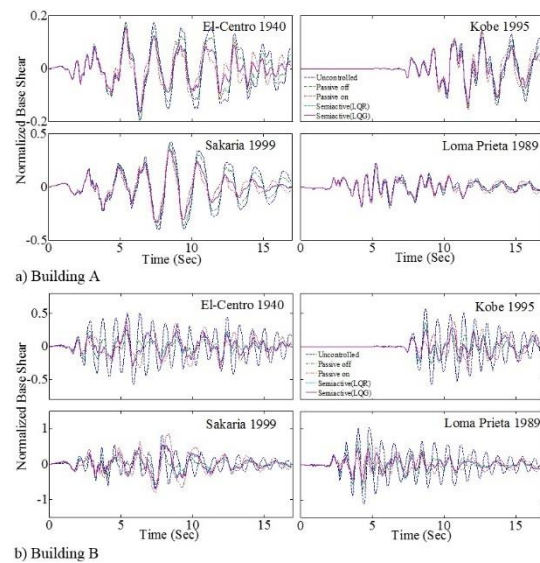 a)
El-Centro 1940
Kobe 1995
Uncontrolled
Passive off
Passive on
Semiactive(LQR)
Semiactive(LQG)
0.2
0
-0.2
Normalized Base Shear
Sakaria 1999
Loma Prieta 1989
0.5
0
-0.5
0 5 10 15 0 5 10 15
Time (Sec) Time (Sec)
a) Building A
El-Centro 1940
Kobe 1995
Uncontrolled
Passive off
Passive on
Semiactive(LQR)
Semiactive(LQG)
0.5
0
-0.5
Normalized Base Shear
Sakaria 1999
Loma Prieta 1989
1
0
-1
0 5 10 15 0 5 10 15
Time (Sec) Time (Sec)
b) Building B